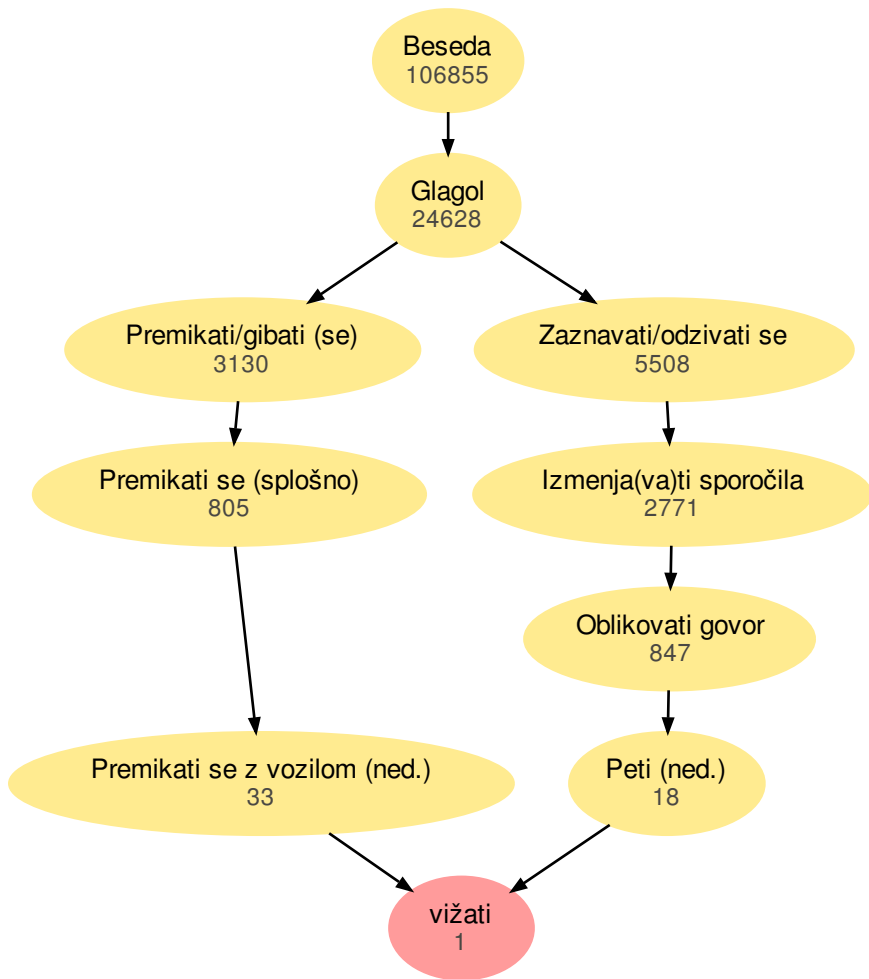 Beseda
106855
Glagol
24628
Premikati/gibati (se)
3130
Zaznavati/odzivati se
5508
Premikati se (splošno)
805
Izmenja(va)ti sporočila
2771
Oblikovati govor
847
Premikati se z vozilom (ned.)
33
Peti (ned.)
18
vižati
1